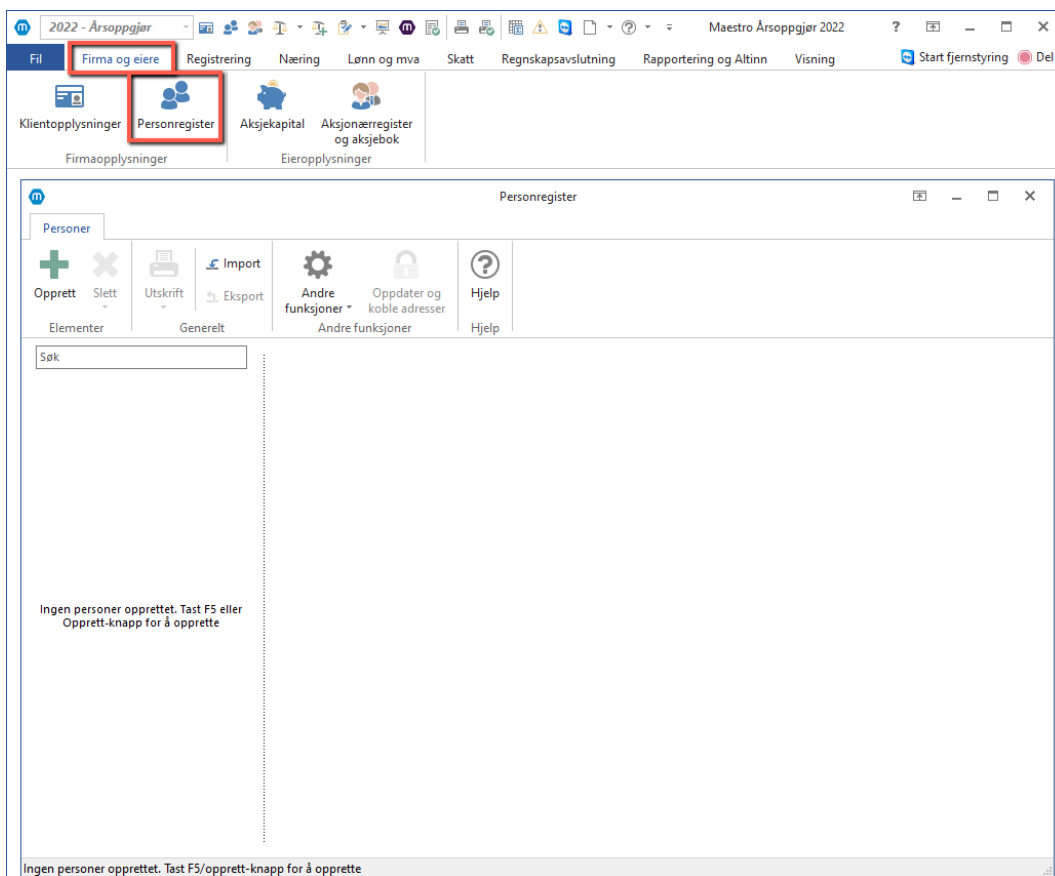 2022 - Årsoppgjør
Maestro Årsoppgjør 2022
Fil Firma og eiere Registrering Næring Lønn og mva Skatt Regnskapsavslutning Rapportering og Altinn Visning Start fjernstyring Del
Klientopplysninger Personregister Aksjekapital Aksjonærregister
og aksjebok
Firmaopplysninger Eieropplysninger
Personregister
Personer
Import
Opprett Slett Utskrift Eksport Andre Oppdater og Hjelp
funksjoner koble adresser
Elementer Generelt Andre funksjoner Hjelp
Søk
Ingen personer opprettet. Tast F5 eller
Opprett-knapp for å opprette
Ingen personer opprettet. Tast F5/opprett-knapp for å opprette